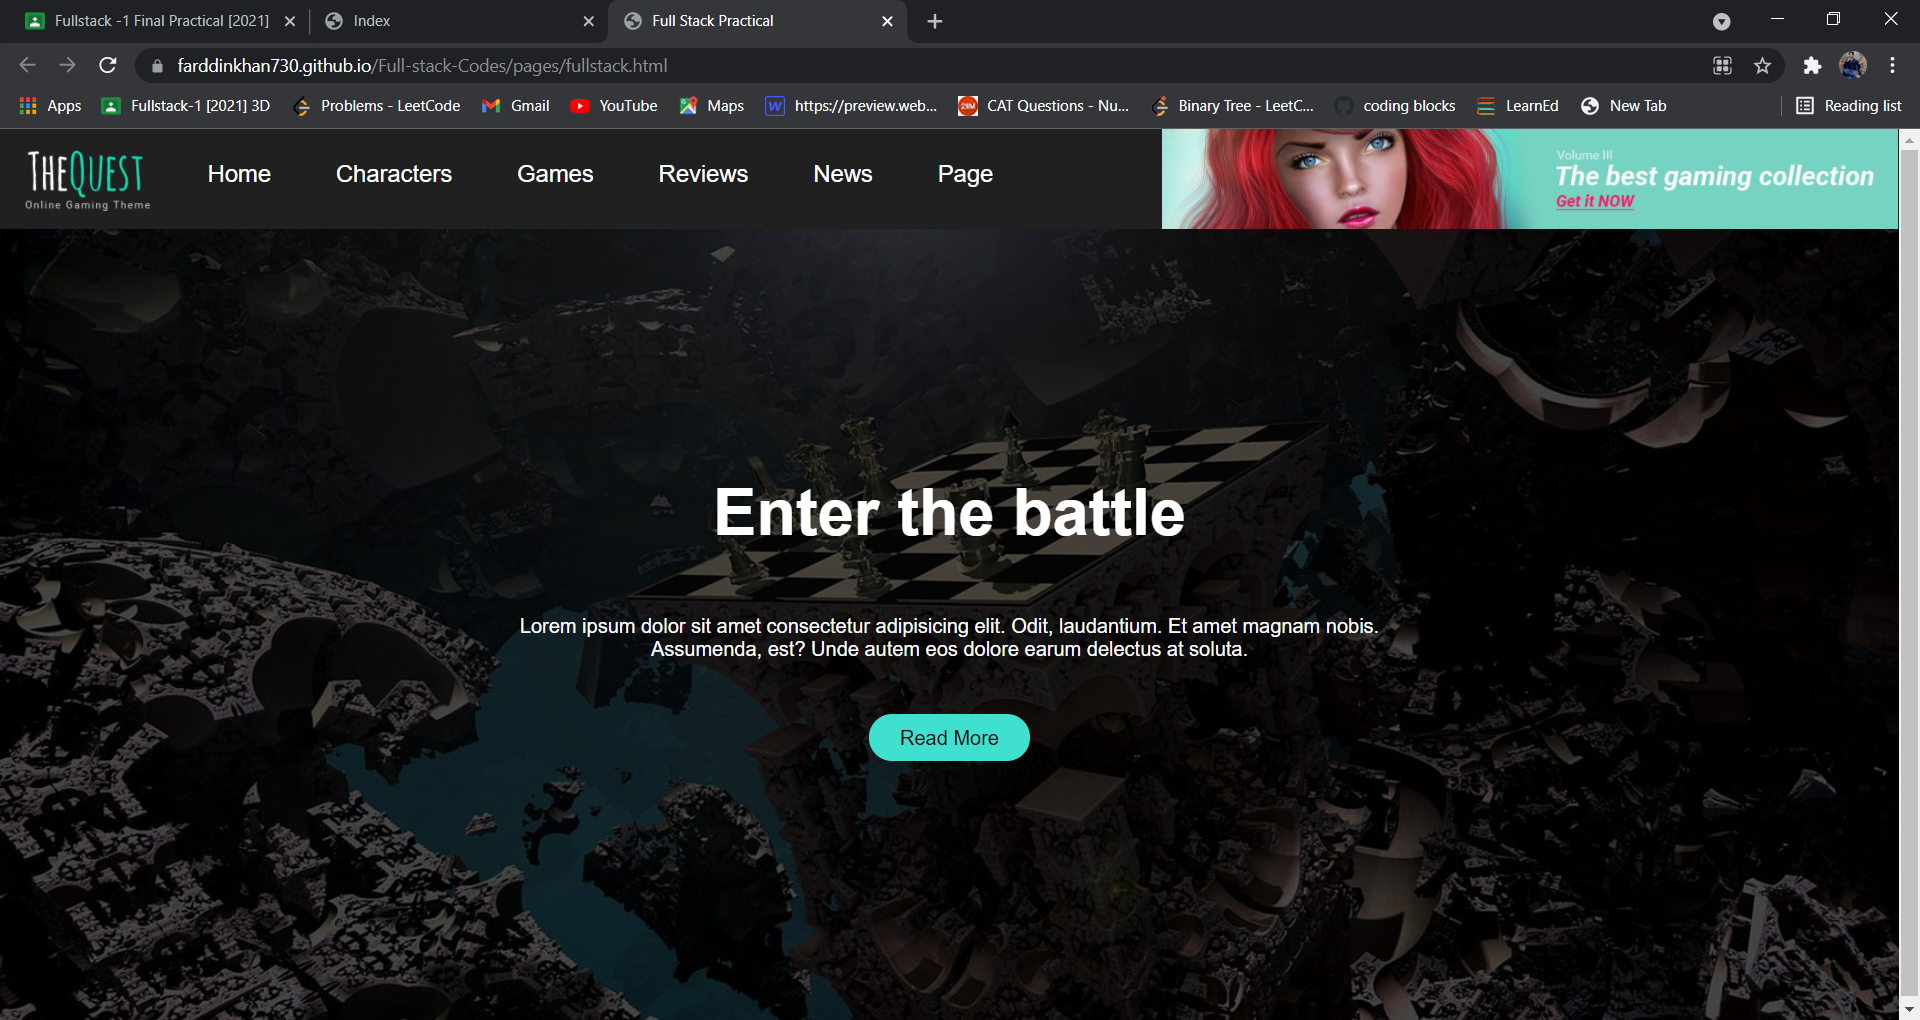 Fullstack -1 Final Practical [2021]
Index
Full Stack Practical
farddinkhan730.github.io/Full-stack-Codes/pages/fullstack.html
Apps
Fullstack-1 [2021] 3D
Problems - LeetCode
Gmail
YouTube
Maps
https://preview.web...
CAT Questions - Nu...
Binary Tree - LeetC...
coding blocks
LearnEd
New Tab
Reading list
TheQuest
Online Gaming Theme
Home
Characters
Games
Reviews
News
Page
Volume III
The best gaming collection
Get it NOW
Enter the battle
Lorem ipsum dolor sit amet consectetur adipisicing elit. Odit, laudantium. Et amet magnam nobis.
Assumenda, est? Unde autem eos dolore earum delectus at soluta.
Read More